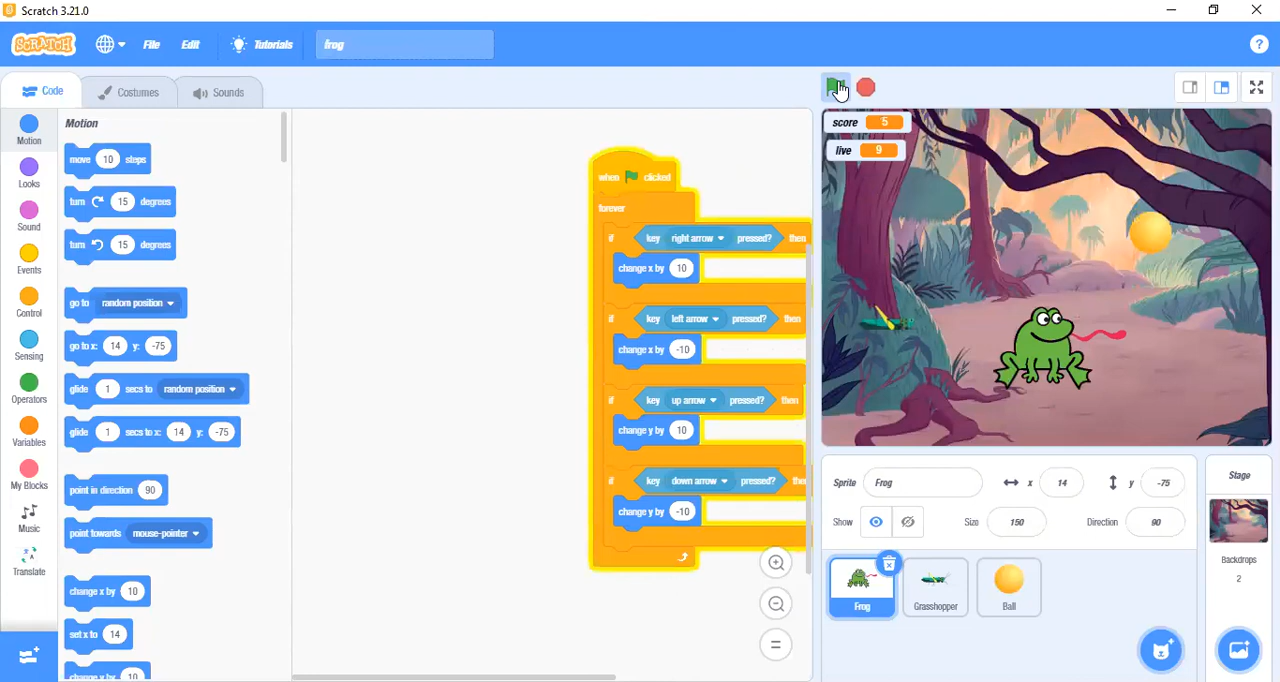 Scratch 3.21.0
SCRATCH File Edit Tutorials frog ?
Code Costumes Sounds
Motion
Looks
Sound
Events
Control
Sensing
Operators
Variables
My Blocks
Music
Translate
Motion
move 10 steps
turn 15 degrees
turn 15 degrees
go to random position
go to x: 14 y: -75
glide 1 secs to random position
glide 1 secs to x: 14 y: -75
point in direction 90
point towards mouse-pointer
change x by 10
set x to 14
change y by 10
when clicked
forever
if key right arrow pressed? then
change x by 10
if key left arrow pressed? then
change x by -10
if key up arrow pressed? then
change y by 10
if key down arrow pressed? the
change y by -10
score 5
live 9
Sprite Frog x 14 y -75
Show Size 150 Direction 90
Frog Grasshopper Ball
Stage
Backdrops
2